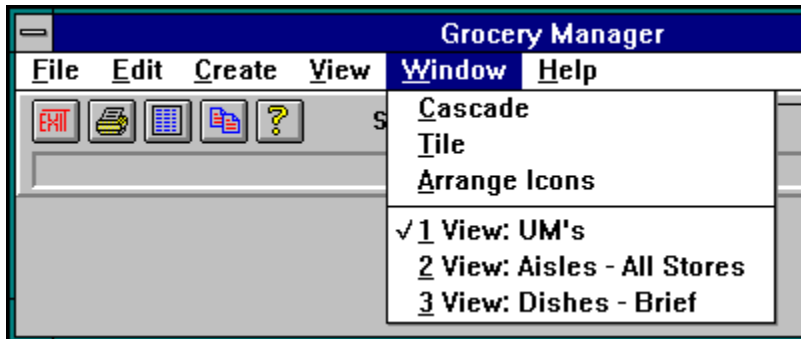 Grocery Manager
File Edit Create View Window Help
EXIT ? S
Cascade
Tile
Arrange Icons
√1 View: UM's
2 View: Aisles - All Stores
3 View: Dishes - Brief